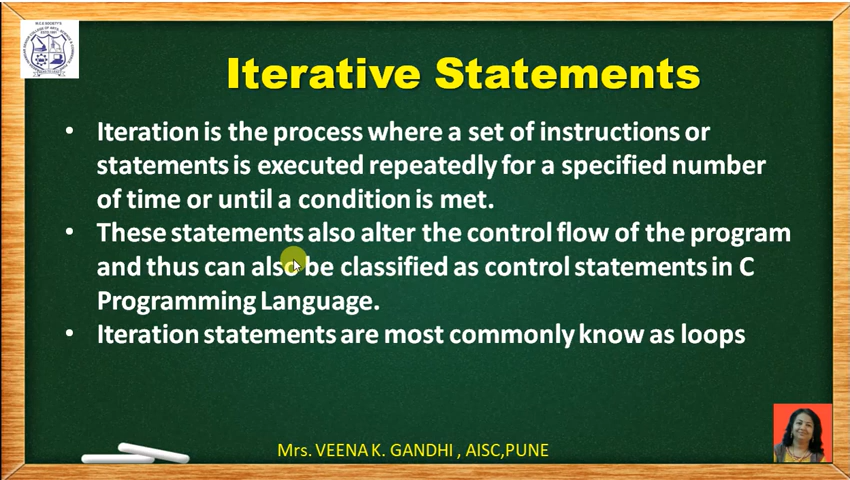 Iterative Statements
• Iteration is the process where a set of instructions or
statements is executed repeatedly for a specified number
of time or until a condition is met.
• These statements also alter the control flow of the program
and thus can also be classified as control statements in C
Programming Language.
• Iteration statements are most commonly know as loops
Mrs. VEENA K. GANDHI , AISC,PUNE